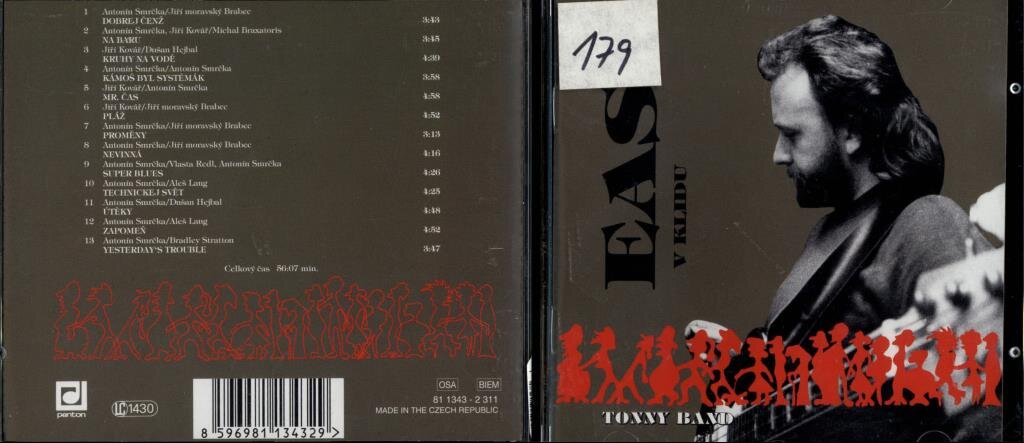 1 Antonín Smrčka/Jiří moravský Brabec
DOBREJ ČENŽ 3:43
2 Antonín Smrčka, Jiří Kovář/Michal Braxatoris
NA BARU 3:45
3 Jiří Kovář/Dušan Hejbal
KRUHY NA VODĚ 4:39
4 Antonín Smrčka/Antonín Smrčka
KÁMOŠ BYL SYSTÉMÁK 3:58
5 Jiří Kovář/Antonín Smrčka
MR. ČAS 4:58
6 Jiří Kovář/Jiří moravský Brabec
PLÁŽ 4:52
7 Antonín Smrčka/Jiří moravský Brabec
PROMĚNY 3:13
8 Antonín Smrčka/Jiří moravský Brabec
NEVINNÁ 4:16
9 Antonín Smrčka/Vlasta Redl, Antonín Smrčka
SUPER BLUES 4:26
10 Antonín Smrčka/Aleš Lang
TECHNICKEJ SVĚT 4:25
11 Antonín Smrčka/Dušan Hejbal
ÚTĚKY 4:48
12 Antonín Smrčka/Aleš Lang
ZAPOMEŇ 4:52
13 Antonín Smrčka/Bradley Stratton
YESTERDAY'S TROUBLE 3:47
Celkový čas 56:07 min.
penton
LC 1430
8 596981 134329 >
OSA BIEM
81 1343 - 2 311
MADE IN THE CZECH REPUBLIC
179
EAS
V KLIDU
TONNY BAND